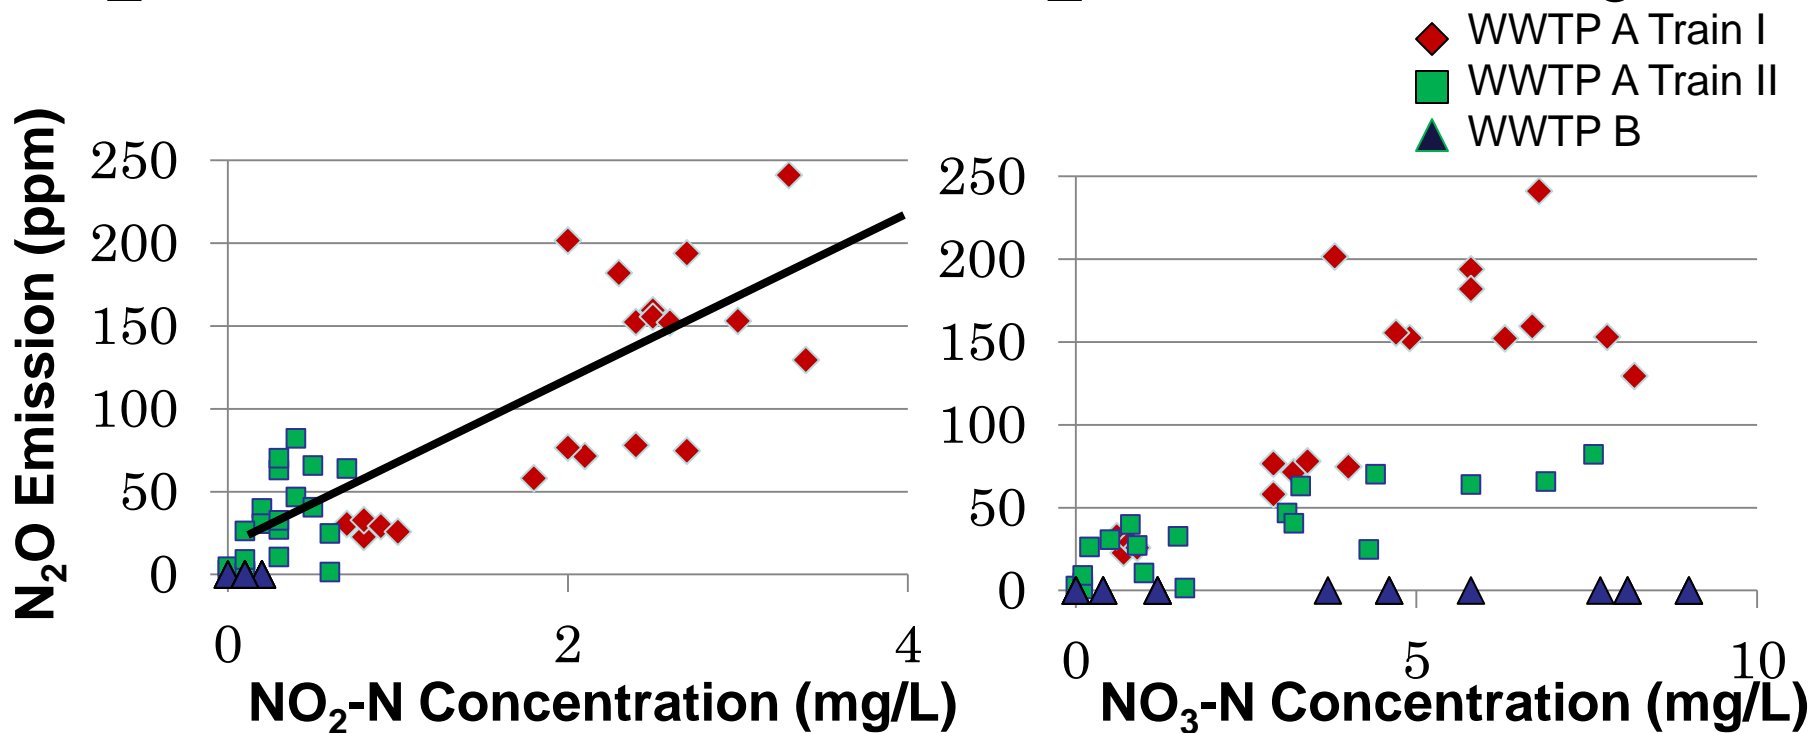 WWTP A Train I
WWTP A Train II
WWTP B
N₂O Emission (ppm)
250
200
150
100
50
0
0 2 4
NO₂-N Concentration (mg/L)
250
200
150
100
50
0
0 5 10
NO₃-N Concentration (mg/L)